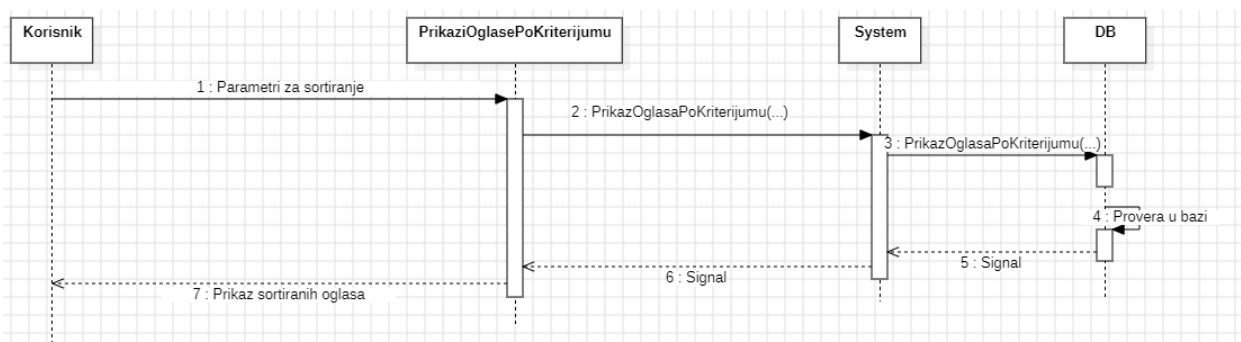 Korisnik
PrikaziOglasePoKriterijumu
System
DB
1 : Parametri za sortiranje
2 : PrikazOglasaPoKriterijumu(...)
3 : PrikazOglasaPoKriterijumu(...)
4 : Provera u bazi
5 : Signal
6 : Signal
7 : Prikaz sortiranih oglasa